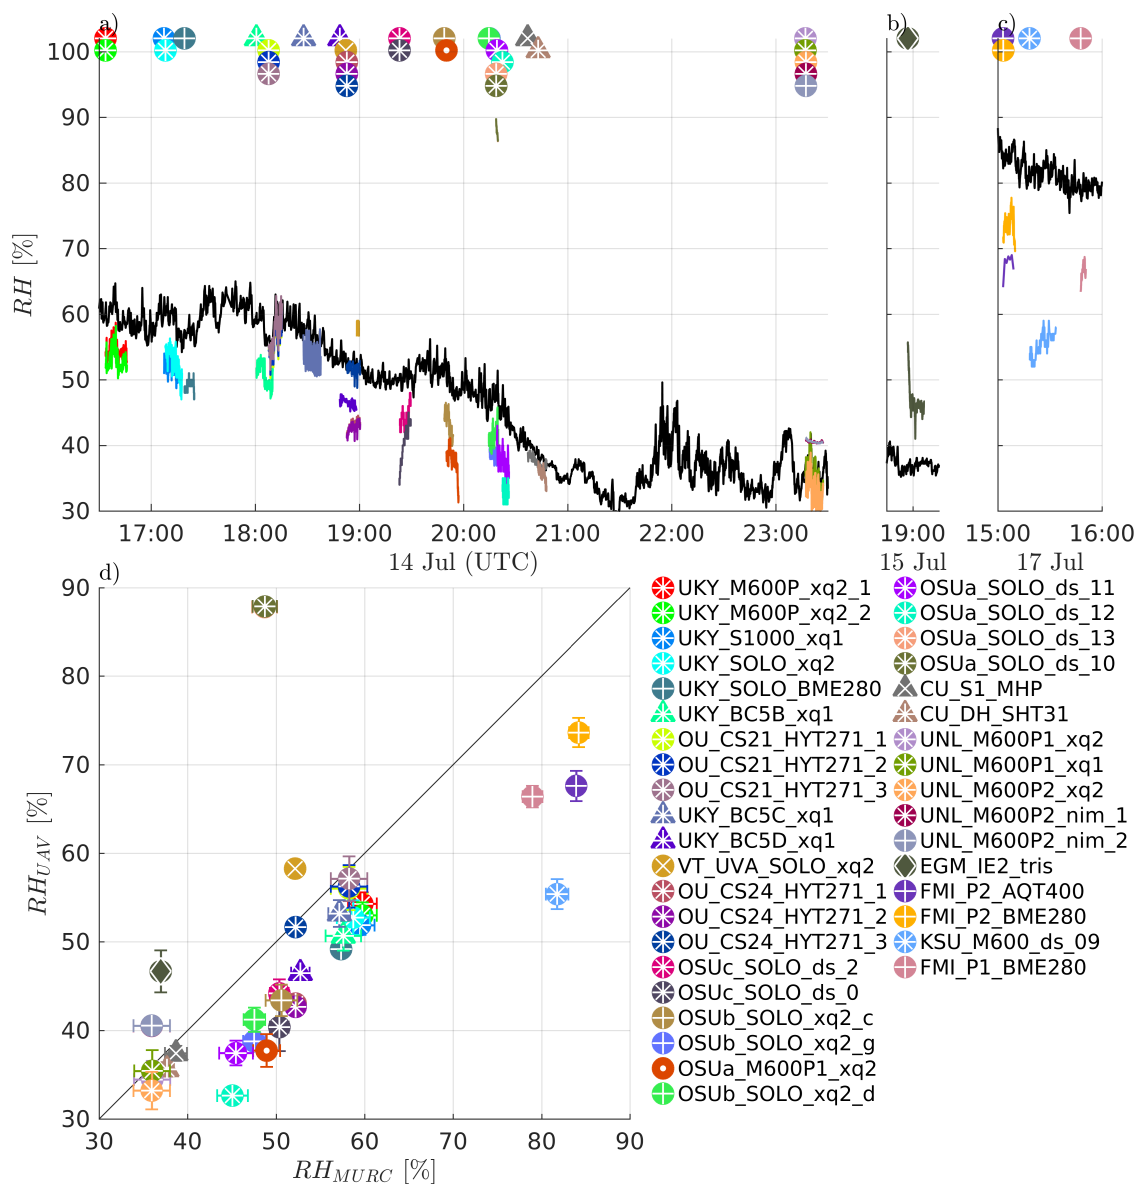 a)
b)
c)
100
90
80
70
60
50
40
30
RH [%]
17:00 18:00 19:00 20:00 21:00 22:00 23:00
19:00
15:00 16:00
14 Jul (UTC)
15 Jul
17 Jul
d)
90
80
70
60
50
40
30
RH_UAV [%]
30 40 50 60 70 80 90
RH_MURC [%]
UKY_M600P_xq2_1
UKY_M600P_xq2_2
UKY_S1000_xq1
UKY_SOLO_xq2
UKY_SOLO_BME280
UKY_BC5B_xq1
OU_CS21_HYT271_1
OU_CS21_HYT271_2
OU_CS21_HYT271_3
UKY_BC5C_xq1
UKY_BC5D_xq1
VT_UVA_SOLO_xq2
OU_CS24_HYT271_1
OU_CS24_HYT271_2
OU_CS24_HYT271_3
OSUc_SOLO_ds_2
OSUc_SOLO_ds_0
OSUb_SOLO_xq2_c
OSUb_SOLO_xq2_g
OSUa_M600P1_xq2
OSUb_SOLO_xq2_d
OSUa_SOLO_ds_11
OSUa_SOLO_ds_12
OSUa_SOLO_ds_13
OSUa_SOLO_ds_10
CU_S1_MHP
CU_DH_SHT31
UNL_M600P1_xq2
UNL_M600P1_xq1
UNL_M600P2_xq2
UNL_M600P2_nim_1
UNL_M600P2_nim_2
EGM_IE2_tris
FMI_P2_AQT400
FMI_P2_BME280
KSU_M600_ds_09
FMI_P1_BME280